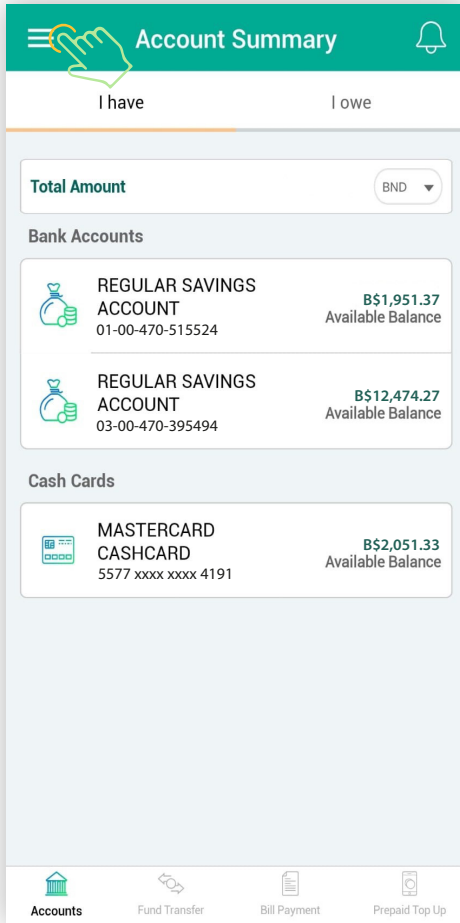 Account Summary
I have
I owe
Total Amount
BND
Bank Accounts
REGULAR SAVINGS
ACCOUNT
01-00-470-515524
B$1,951.37
Available Balance
REGULAR SAVINGS
ACCOUNT
03-00-470-395494
B$12,474.27
Available Balance
Cash Cards
MASTERCARD
CASHCARD
5577 xxxx xxxx 4191
B$2,051.33
Available Balance
Accounts
Fund Transfer
Bill Payment
Prepaid Top Up